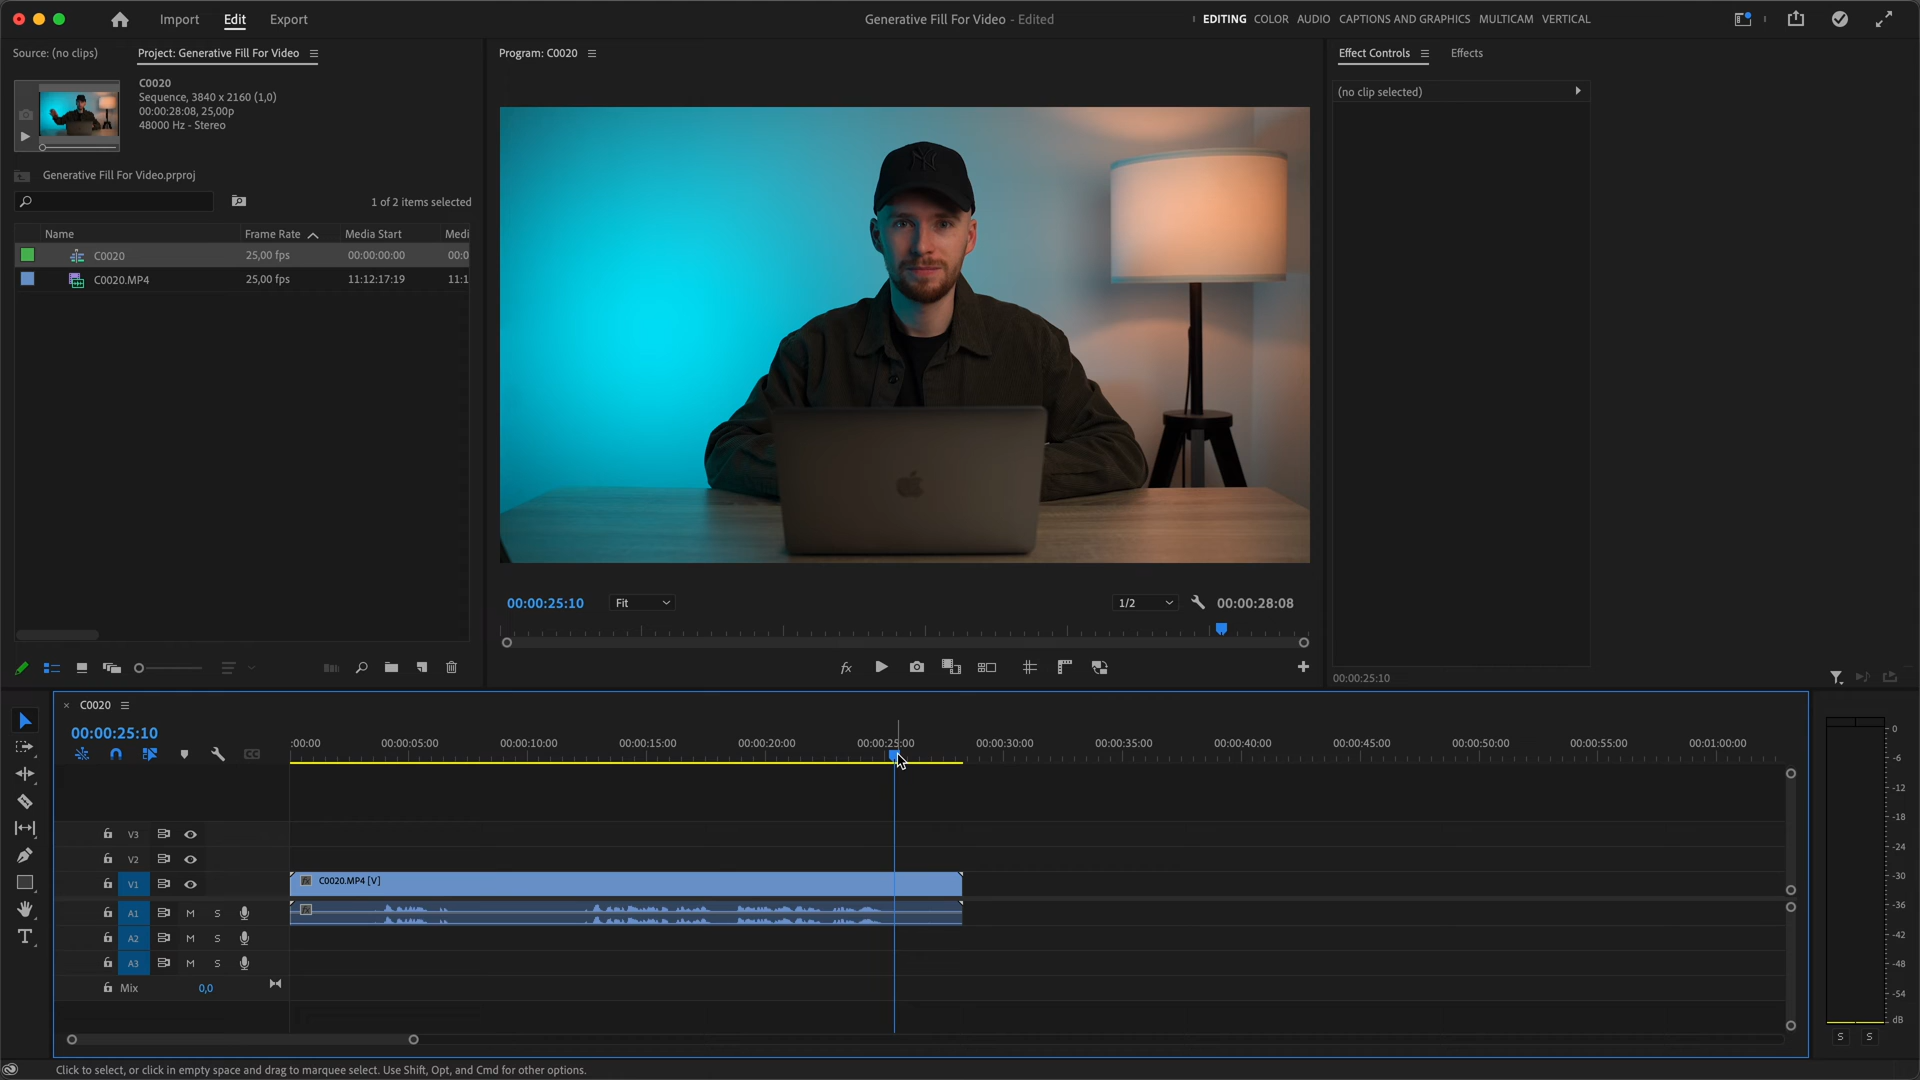 Import Edit Export
Generative Fill For Video - Edited
EDITING COLOR AUDIO CAPTIONS AND GRAPHICS MULTICAM VERTICAL
Source: (no clips)
Project: Generative Fill For Video
Program: C0020
Effect Controls
Effects
C0020
Sequence, 3840 x 2160 (1,0)
00:00:28:08, 25,00p
48000 Hz - Stereo
(no clip selected)
Generative Fill For Video.prproj
1 of 2 items selected
Name Frame Rate Media Start Medi
C0020 25,00 fps 00:00:00:00 00:0
C0020.MP4 25,00 fps 11:12:17:19 11:1
NY
00:00:25:10
Fit
1/2
00:00:28:08
fx
00:00:25:10
C0020
00:00:25:10
:00:00 00:00:05:00 00:00:10:00 00:00:15:00 00:00:20:00 00:00:25:00 00:00:30:00 00:00:35:00 00:00:40:00 00:00:45:00 00:00:50:00 00:00:55:00 00:01:00:00
CC
V3
V2
V1
C0020.MP4 [V]
A1 M S
A2 M S
A3 M S
Mix 0,0
0
-6
-12
-18
-24
-30
-36
-42
-48
-54
dB
S S
Click to select, or click in empty space and drag to marquee select. Use Shift, Opt, and Cmd for other options.